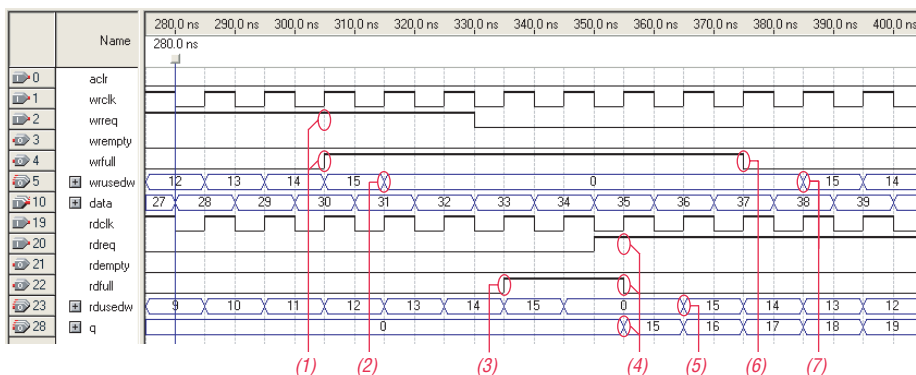 Name
280.0 ns 290.0 ns 300.0 ns 310.0 ns 320.0 ns 330.0 ns 340.0 ns 350.0 ns 360.0 ns 370.0 ns 380.0 ns 390.0 ns 400.0 ns
280.0 ns
0 aclr
1 wrclk
2 wrreq
3 wrempty
4 wrfull
5 wrusedw 12 13 14 15 0 15 14
10 data 27 28 29 30 31 32 33 34 35 36 37 38 39
19 rdclk
20 rdreq
21 rdempty
22 rdfull
23 rdusedw 9 10 11 12 13 14 15 0 15 14 13 12
28 q 0 15 16 17 18 19
(1) (2) (3) (4) (5) (6) (7)